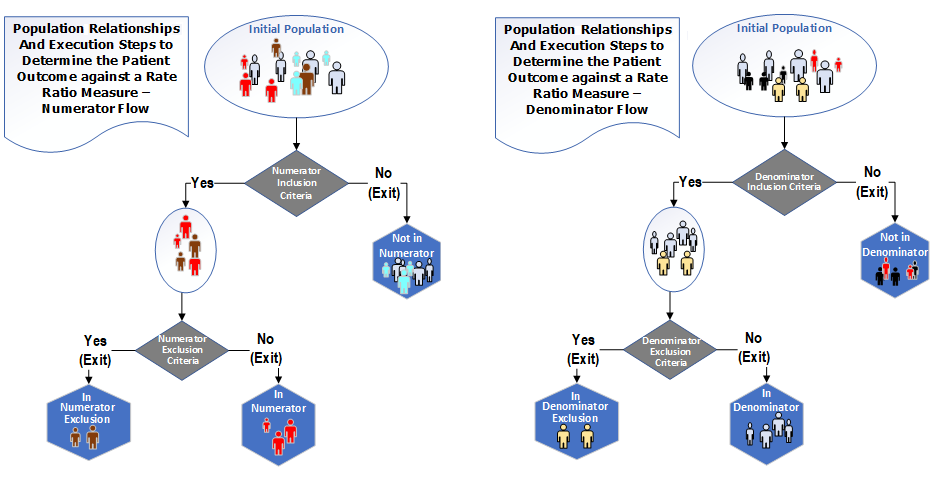 Population Relationships
And Execution Steps to
Determine the Patient
Outcome against a Rate
Ratio Measure –
Numerator Flow
Initial Population
Numerator
Inclusion
Criteria
Yes
No
(Exit)
Not in
Numerator
Numerator
Exclusion
Criteria
Yes
(Exit)
No
(Exit)
In
Numerator
Exclusion
In
Numerator
Population Relationships
And Execution Steps to
Determine the Patient
Outcome against a Rate
Ratio Measure –
Denominator Flow
Initial Population
Denominator
Inclusion Criteria
Yes
No
(Exit)
Not in
Denominator
Denominator
Exclusion
Criteria
Yes
(Exit)
No
(Exit)
In
Denominator
Exclusion
In
Denominator